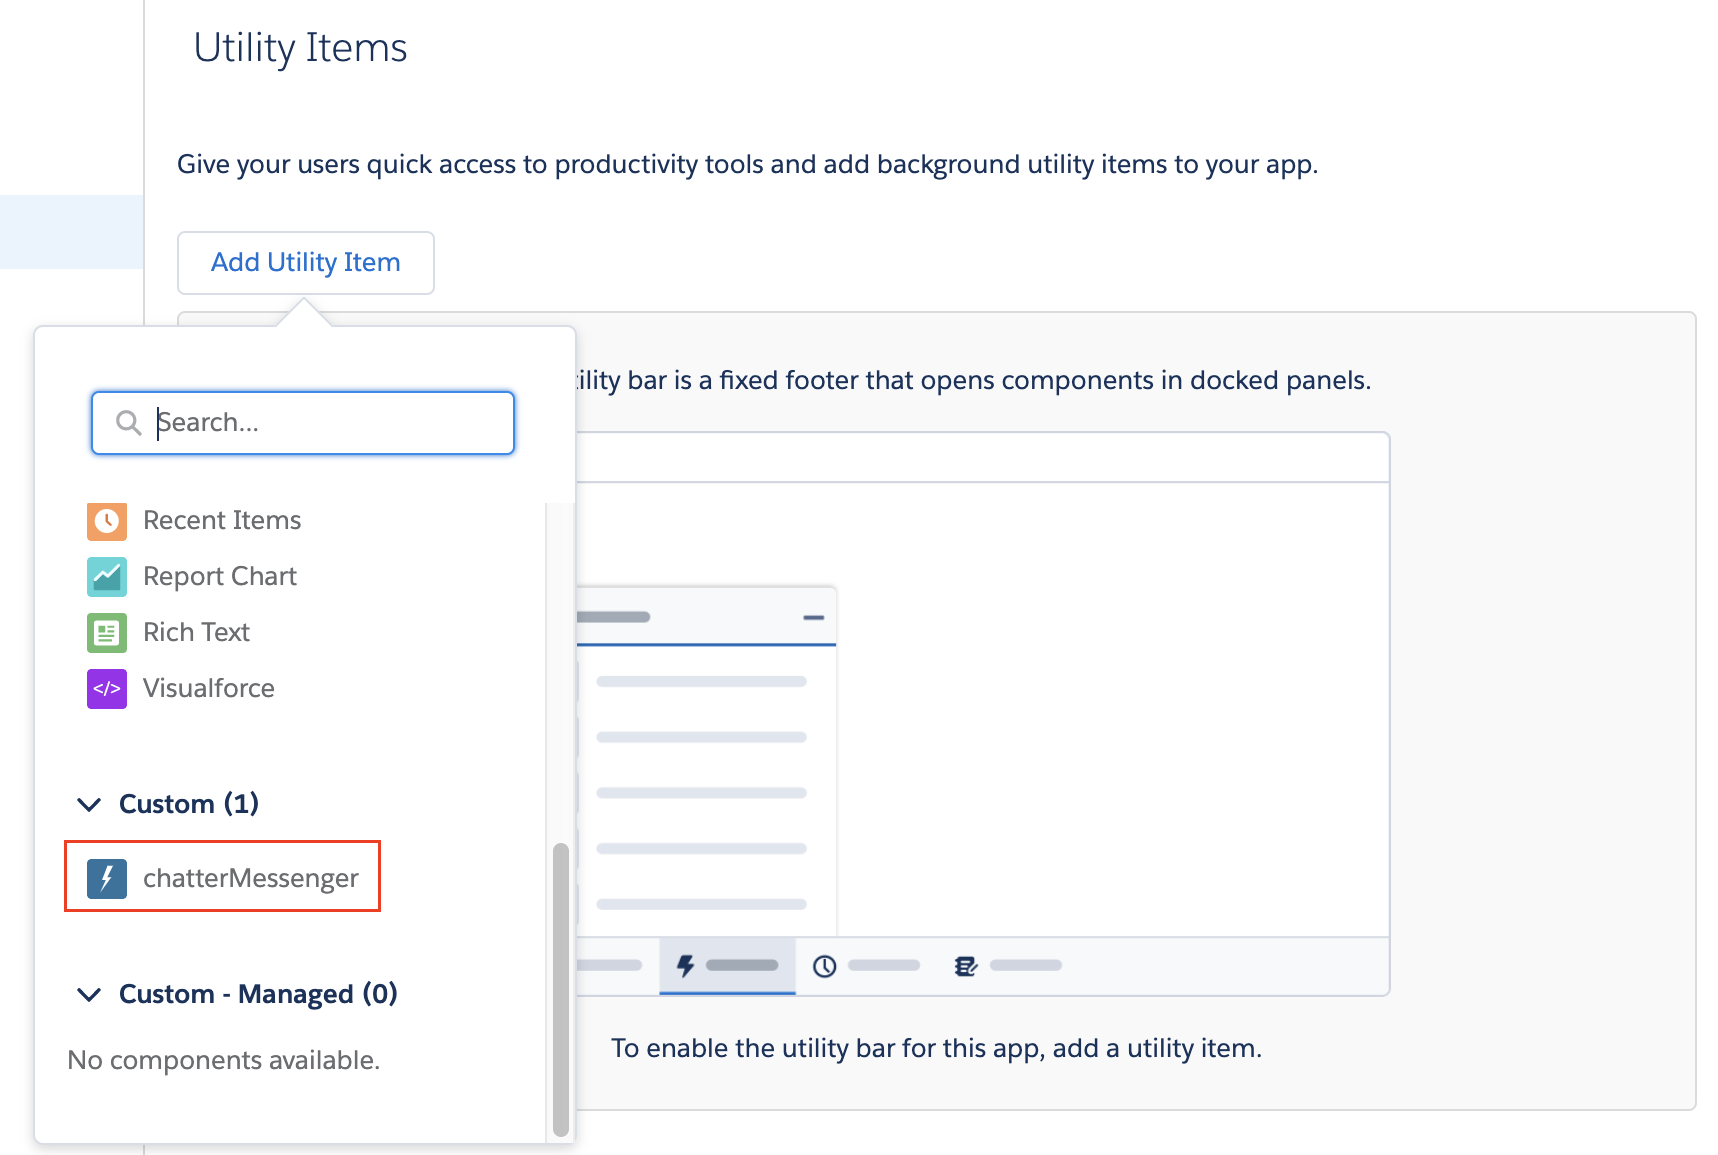 Utility Items
Give your users quick access to productivity tools and add background utility items to your app.
Add Utility Item
bar is a fixed footer that opens components in docked panels.
Search...
Recent Items
Report Chart
Rich Text
</>
Visualforce
Custom (1)
chatterMessenger
Custom - Managed (0)
No components available.
To enable the utility bar for this app, add a utility item.